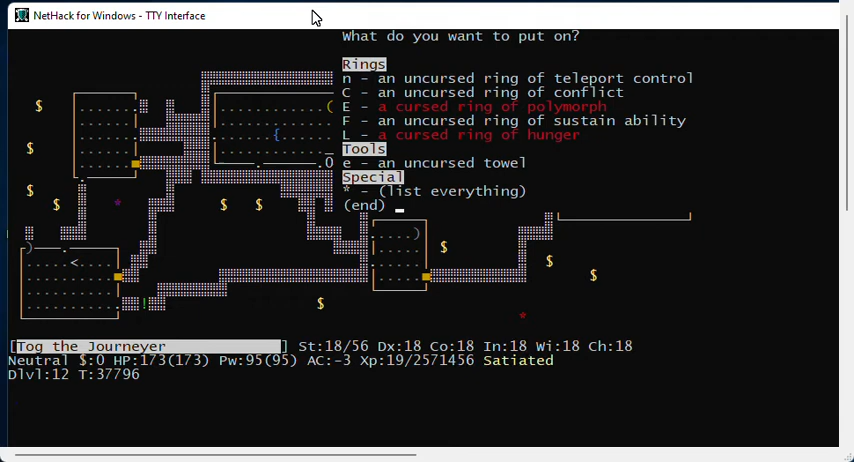 NetHack for Windows - TTY Interface
What do you want to put on?
Rings
n - an uncursed ring of teleport control
C - an uncursed ring of conflict
E - a cursed ring of polymorph
F - an uncursed ring of sustain ability
L - a cursed ring of hunger
Tools
e - an uncursed towel
Special
* - (list everything)
(end)
[Tog the Journeyer ] St:18/56 Dx:18 Co:18 In:18 Wi:18 Ch:18
Neutral $:0 HP:173(173) Pw:95(95) AC:-3 Xp:19/2571456 Satiated
Dlvl:12 T:37796